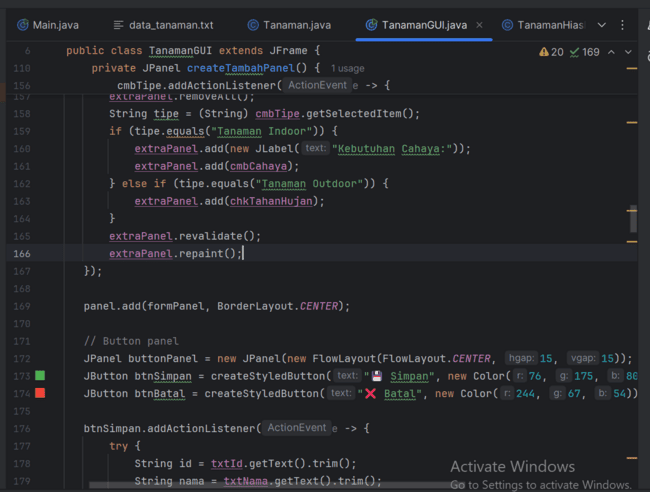 Main.java data_tanaman.txt Tanaman.java TanamanGUI.java TanamanHias
6 public class TanamanGUI extends JFrame { 20 169
110 private JPanel createTambahPanel() { 1 usage
156 cmbTipe.addActionListener( ActionEvent e -> {
157 extraPanel.removeAll();
158 String tipe = (String) cmbTipe.getSelectedItem();
159 if (tipe.equals("Tanaman Indoor")) {
160 extraPanel.add(new JLabel( text: "Kebutuhan Cahaya:"));
161 extraPanel.add(cmbCahaya);
162 } else if (tipe.equals("Tanaman Outdoor")) {
163 extraPanel.add(chkTahanHujan);
164 }
165 extraPanel.revalidate();
166 extraPanel.repaint();
167 });
168
169 panel.add(formPanel, BorderLayout.CENTER);
170
171 // Button panel
172 JPanel buttonPanel = new JPanel(new FlowLayout(FlowLayout.CENTER, hgap: 15, vgap: 15));
173 JButton btnSimpan = createStyledButton( text: "💾 Simpan", new Color( r: 76, g: 175, b: 80
174 JButton btnBatal = createStyledButton( text: "❌ Batal", new Color( r: 244, g: 67, b: 54))
175
176 btnSimpan.addActionListener( ActionEvent e -> {
177 try {
178 String id = txtId.getText().trim();
179 String nama = txtNama.getText().trim();
Activate Windows
Go to Settings to activate Windows.